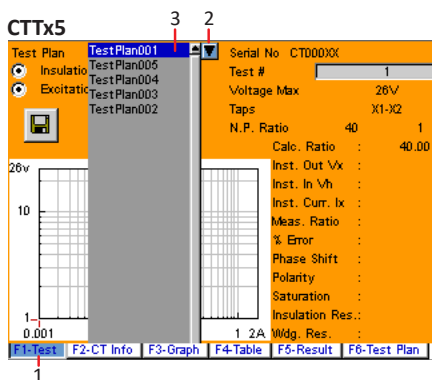 CTTx5
3 2
Test Plan TestPlan001 Serial No CT000XX
Insulatio TestPlan005 Test # 1
Excitatio TestPlan004 Voltage Max 26V
TestPlan003 Taps X1-X2
TestPlan002 N.P. Ratio 40 1
Calc. Ratio : 40.00
26v Inst. Out Vx :
Inst. In Vh :
10 Inst. Curr. Ix :
Meas. Ratio :
% Error :
Phase Shift :
Polarity :
Saturation :
1 Insulation Res.:
0.001 1 2A Wdg. Res. :
F1-Test F2-CT Info F3-Graph F4-Table F5-Result F6-Test Plan
1